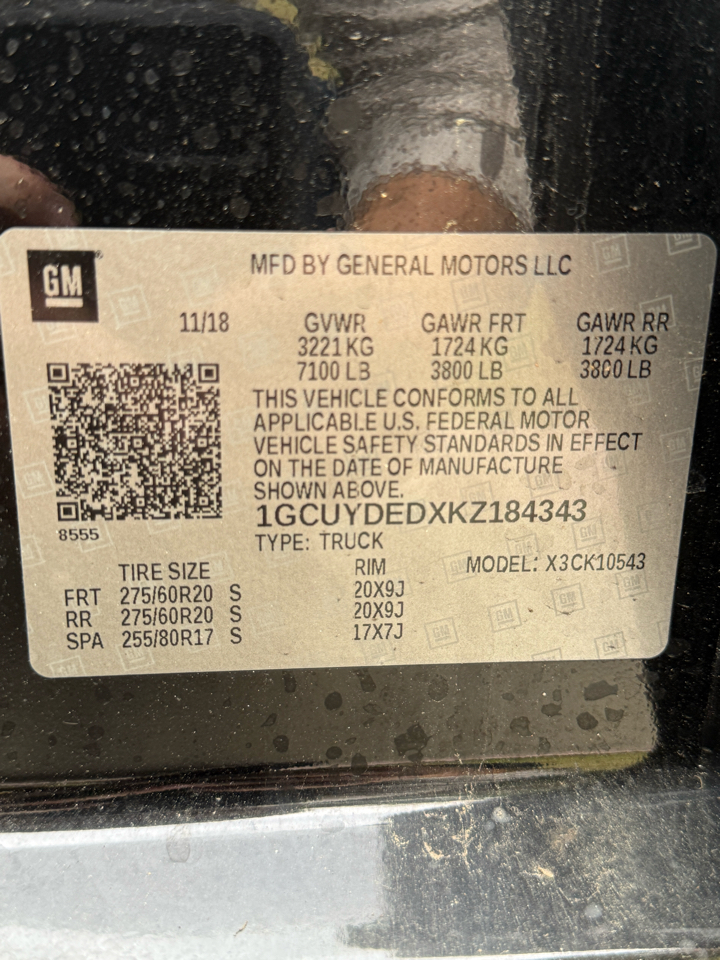 GM
MFD BY GENERAL MOTORS LLC
11/18 GVWR GAWR FRT GAWR RR
3221 KG 1724 KG 1724 KG
7100 LB 3800 LB 3800 LB
THIS VEHICLE CONFORMS TO ALL
APPLICABLE U.S. FEDERAL MOTOR
VEHICLE SAFETY STANDARDS IN EFFECT
ON THE DATE OF MANUFACTURE
SHOWN ABOVE.
8555
1GCUYDEDXKZ184343
TYPE: TRUCK
TIRE SIZE RIM MODEL: X3CK10543
FRT 275/60R20 S 20X9J
RR 275/60R20 S 20X9J
SPA 255/80R17 S 17X7J